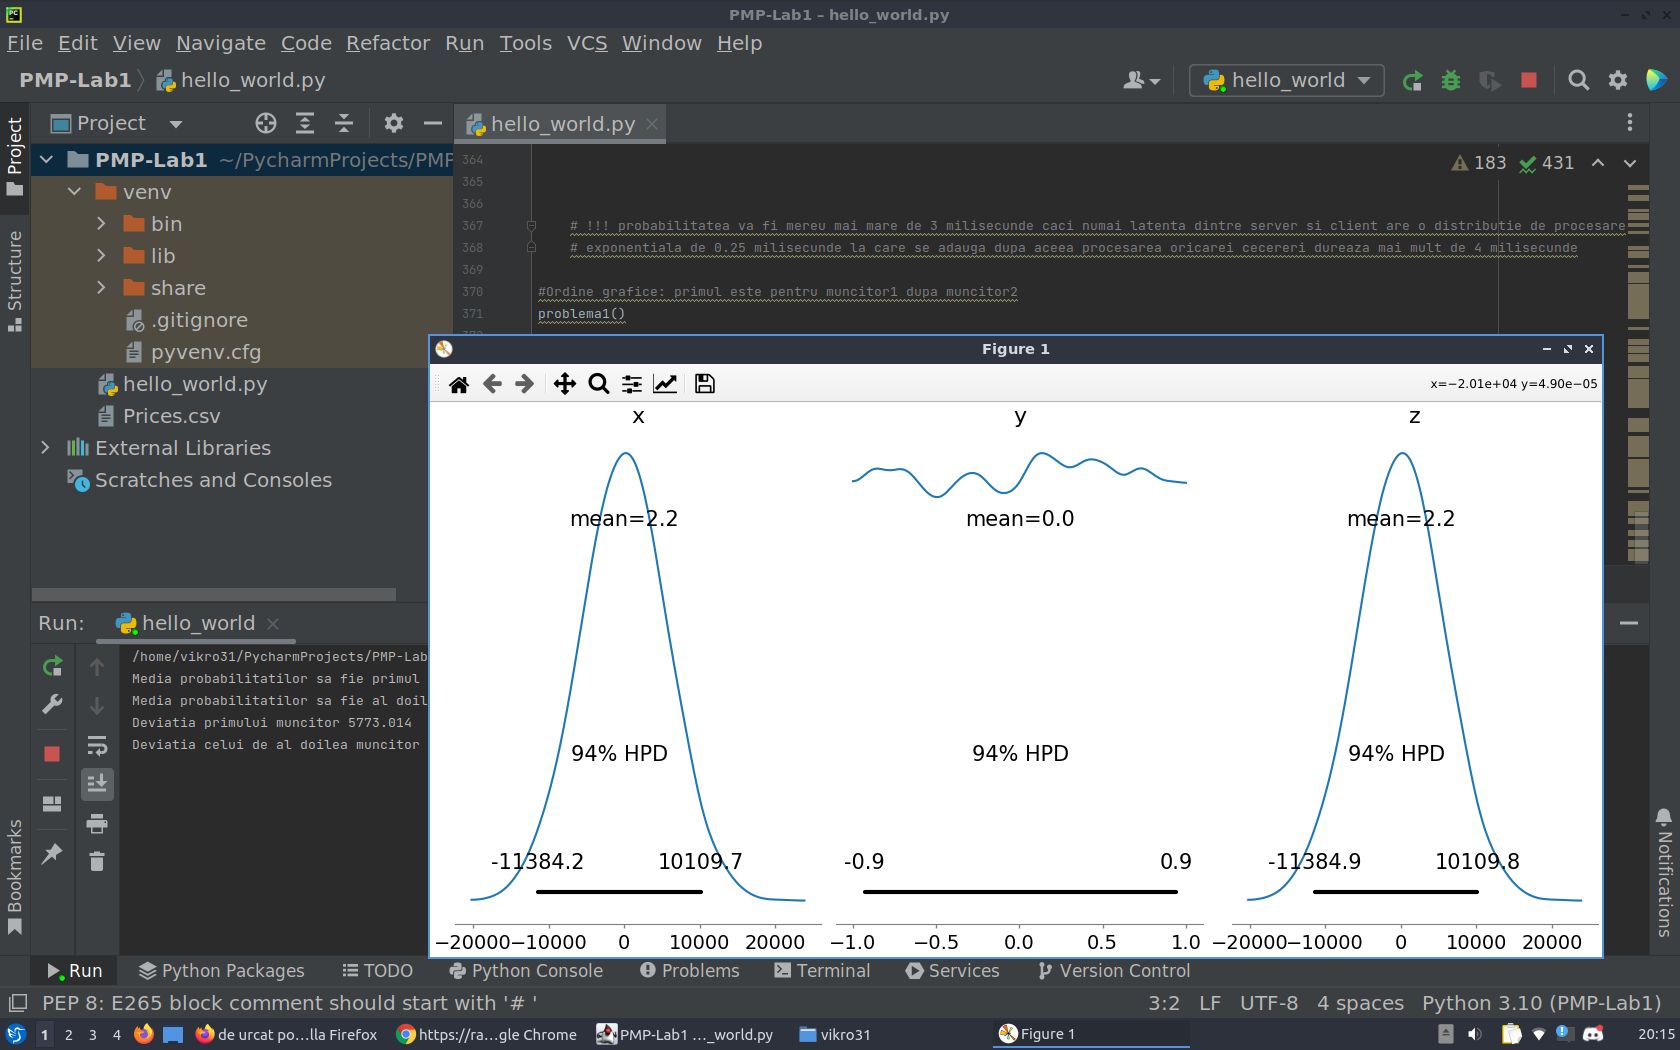 PMP-Lab1 – hello_world.py
File Edit View Navigate Code Refactor Run Tools VCS Window Help
PMP-Lab1 hello_world.py
hello_world
Project
hello_world.py
Project
Structure
Bookmarks
Notifications
PMP-Lab1 ~/PycharmProjects/PMP
venv
bin
lib
share
.gitignore
pyvenv.cfg
hello_world.py
Prices.csv
External Libraries
Scratches and Consoles
183 431
364
365
366
367 # !!! probabilitatea va fi mereu mai mare de 3 milisecunde caci numai latenta dintre server si client are o distributie de procesare
368 # exponentiala de 0.25 milisecunde la care se adauga dupa aceea procesarea oricarei cecereri dureaza mai mult de 4 milisecunde
369
370 #Ordine grafice: primul este pentru muncitor1 dupa muncitor2
371 problema1()
Run: hello_world
/home/vikro31/PycharmProjects/PMP-Lab
Media probabilitatilor sa fie primul
Media probabilitatilor sa fie al doil
Deviatia primului muncitor 5773.014
Deviatia celui de al doilea muncitor
Figure 1
x=−2.01e+04 y=4.90e−05
x
mean=2.2
94% HPD
-11384.2 10109.7
−20000 −10000 0 10000 20000
y
mean=0.0
94% HPD
-0.9 0.9
−1.0 −0.5 0.0 0.5 1.0
z
mean=2.2
94% HPD
-11384.9 10109.8
−20000 −10000 0 10000 20000
Run Python Packages TODO Python Console Problems Terminal Services Version Control
PEP 8: E265 block comment should start with '# ' 3:2 LF UTF-8 4 spaces Python 3.10 (PMP-Lab1)
1 2 3 4 de urcat po...lla Firefox https://ra...gle Chrome PMP-Lab1 ..._world.py vikro31 Figure 1 20:15